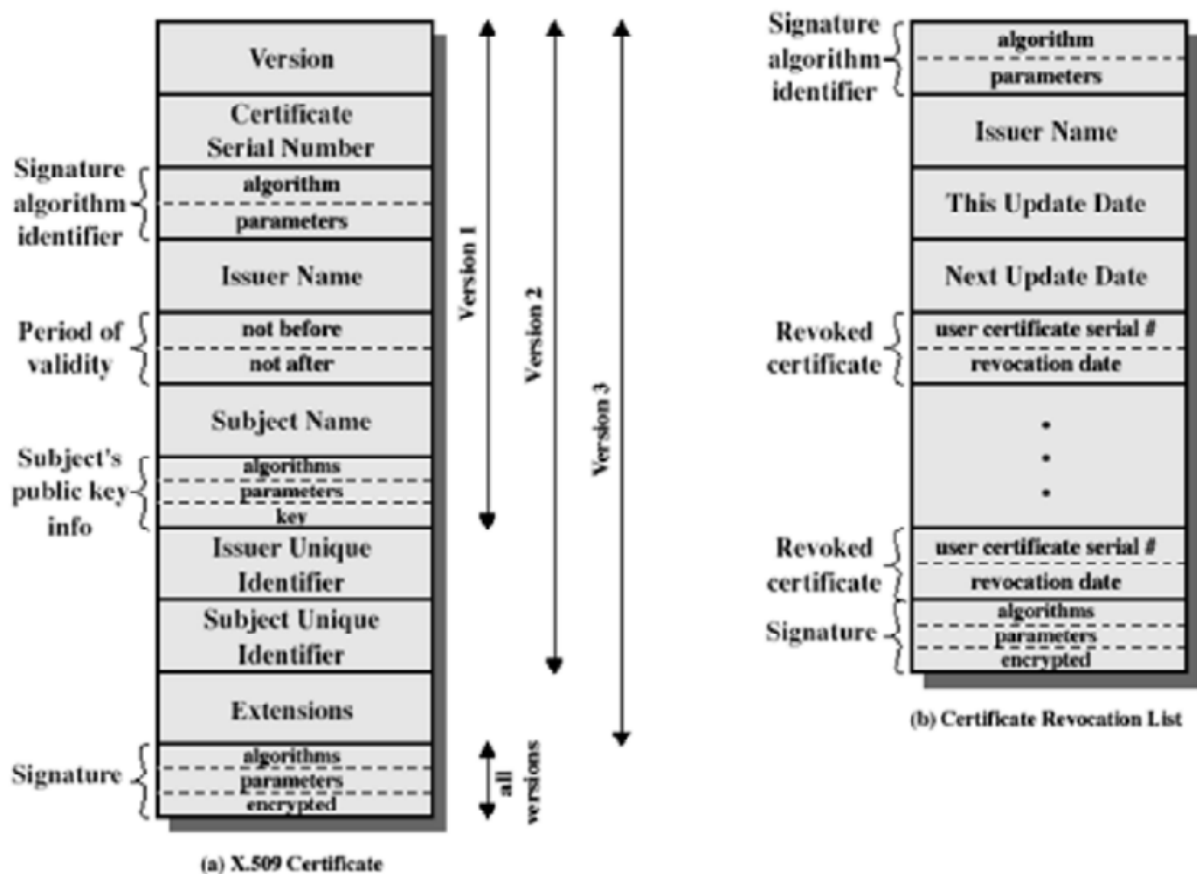 Version
Certificate
Serial Number
Signature
algorithm
identifier
algorithm
parameters
Issuer Name
Period of
validity
not before
not after
Subject Name
Subject's
public key
info
algorithms
parameters
key
Issuer Unique
Identifier
Subject Unique
Identifier
Extensions
Signature
algorithms
parameters
encrypted
Version 1
Version 2
Version 3
all
versions
(a) X.509 Certificate
Signature
algorithm
identifier
algorithm
parameters
Issuer Name
This Update Date
Next Update Date
Revoked
certificate
user certificate serial #
revocation date
Revoked
certificate
user certificate serial #
revocation date
Signature
algorithms
parameters
encrypted
(b) Certificate Revocation List